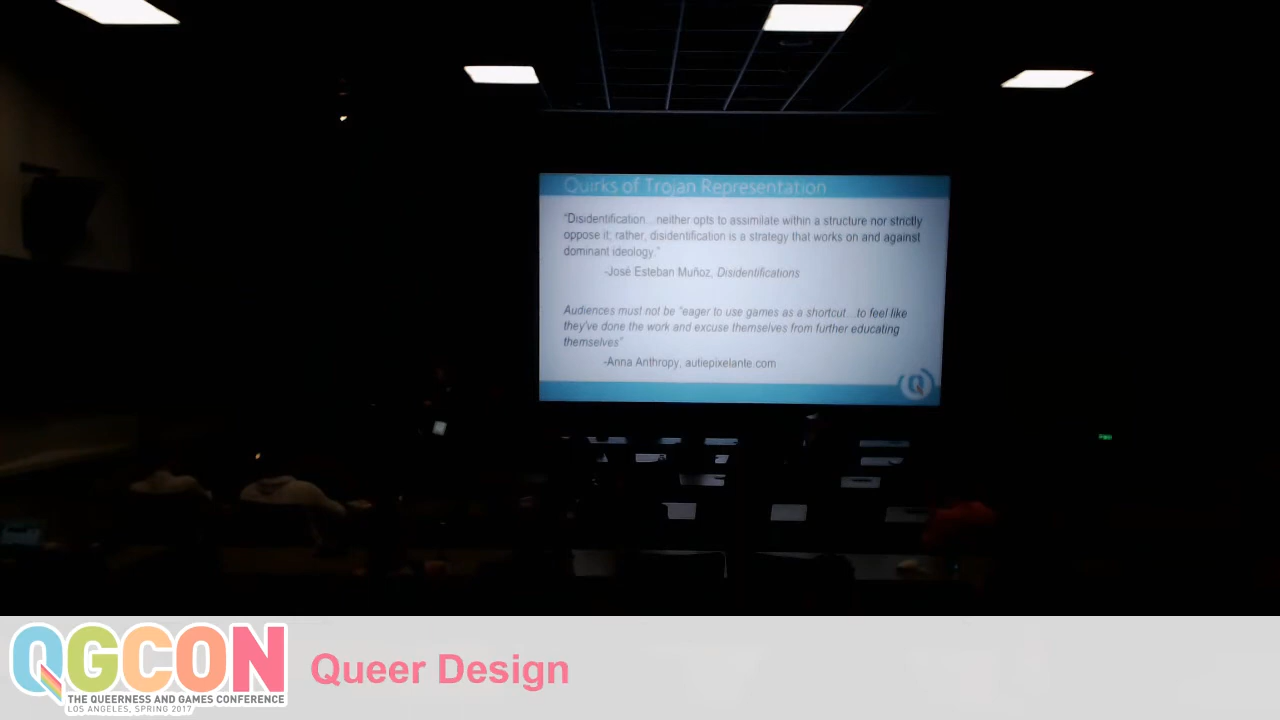 Quirks of Trojan Representation
"Disidentification...neither opts to assimilate within a structure nor strictly
oppose it; rather, disidentification is a strategy that works on and against
dominant ideology."
-José Esteban Muñoz, Disidentifications
Audiences must not be "eager to use games as a shortcut...to feel like
they've done the work and excuse themselves from further educating
themselves"
-Anna Anthropy, autiepixelante.com
Q
QGCON
THE QUEERNESS AND GAMES CONFERENCE
LOS ANGELES, SPRING 2017
Queer Design